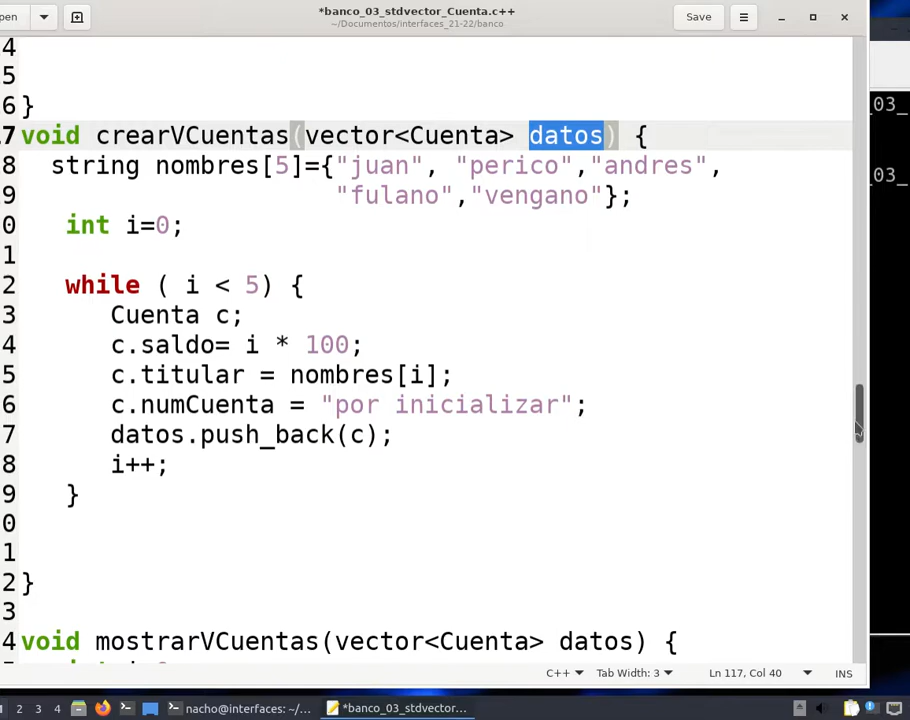 pen
*banco_03_stdvector_Cuenta.c++
~/Documentos/interfaces_21-22/banco
Save
4
5
6 }
7 void crearVCuentas(vector<Cuenta> datos) {
8 string nombres[5]={"juan", "perico","andres",
9 "fulano","vengano"};
0 int i=0;
1
2 while ( i < 5) {
3 Cuenta c;
4 c.saldo= i * 100;
5 c.titular = nombres[i];
6 c.numCuenta = "por inicializar";
7 datos.push_back(c);
8 i++;
9 }
0
1
2 }
3
4 void mostrarVCuentas(vector<Cuenta> datos) {
03_
03_
C++ Tab Width: 3 Ln 117, Col 40 INS
2 3 4 nacho@interfaces: ~/... *banco_03_stdvector...